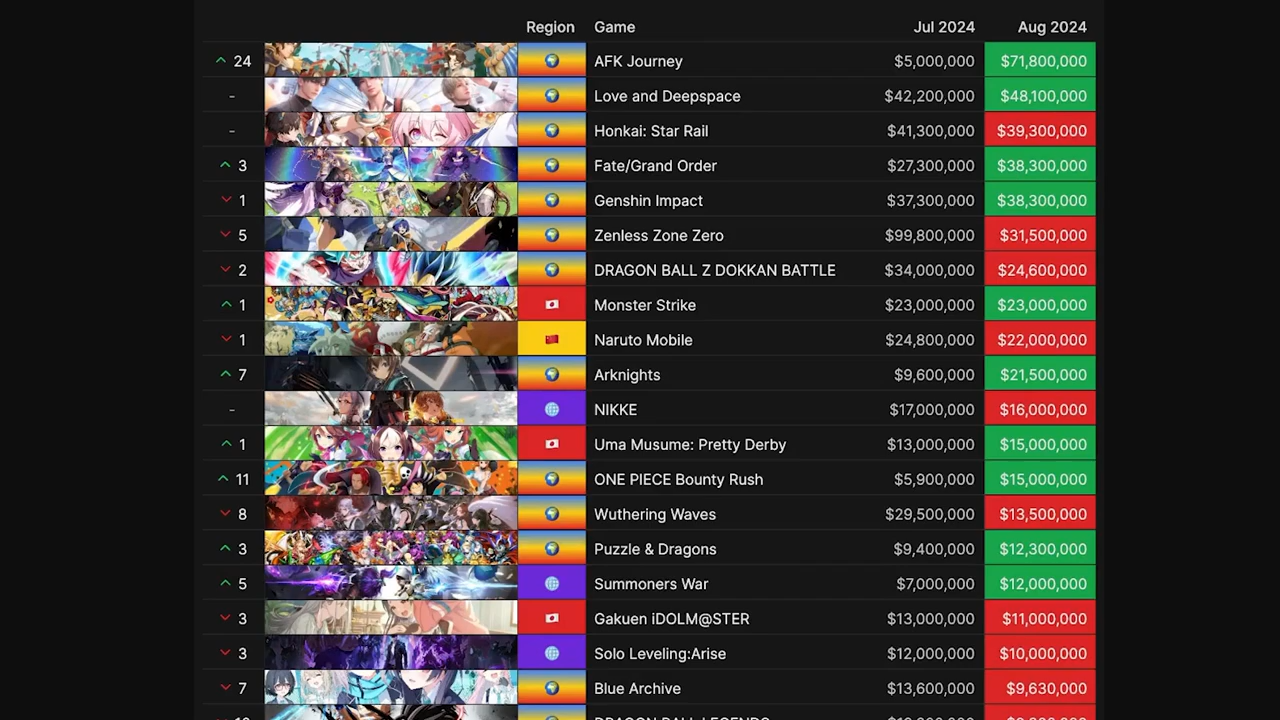 Region Game Jul 2024 Aug 2024
24 AFK Journey $5,000,000 $71,800,000
- Love and Deepspace $42,200,000 $48,100,000
- Honkai: Star Rail $41,300,000 $39,300,000
3 Fate/Grand Order $27,300,000 $38,300,000
1 Genshin Impact $37,300,000 $38,300,000
5 Zenless Zone Zero $99,800,000 $31,500,000
2 DRAGON BALL Z DOKKAN BATTLE $34,000,000 $24,600,000
1 Monster Strike $23,000,000 $23,000,000
1 Naruto Mobile $24,800,000 $22,000,000
7 Arknights $9,600,000 $21,500,000
- NIKKE $17,000,000 $16,000,000
1 Uma Musume: Pretty Derby $13,000,000 $15,000,000
11 ONE PIECE Bounty Rush $5,900,000 $15,000,000
8 Wuthering Waves $29,500,000 $13,500,000
3 Puzzle & Dragons $9,400,000 $12,300,000
5 Summoners War $7,000,000 $12,000,000
3 Gakuen iDOLM@STER $13,000,000 $11,000,000
3 Solo Leveling:Arise $12,000,000 $10,000,000
7 Blue Archive $13,600,000 $9,630,000
DRAGON BALL LEGENDS